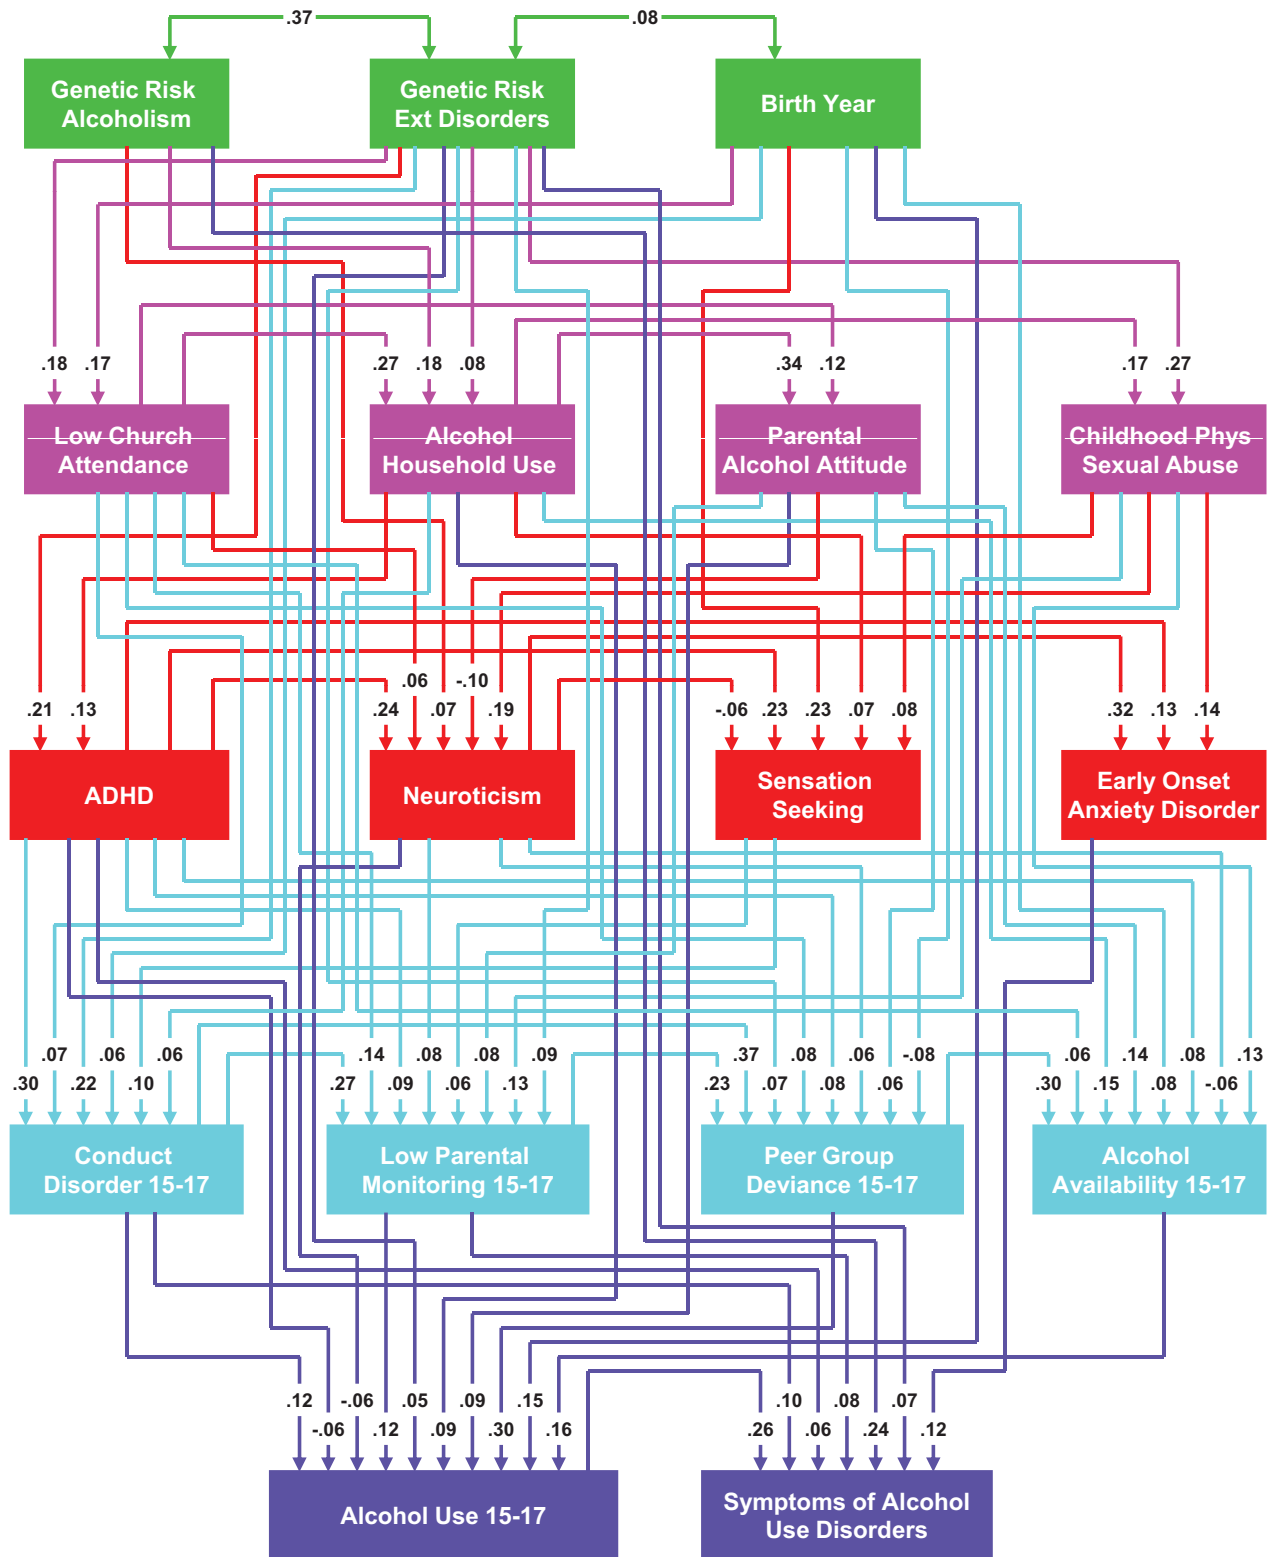 .37
.08
Genetic Risk
Alcoholism
Genetic Risk
Ext Disorders
Birth Year
.18
.17
.27
.18
.08
.34
.12
.17
.27
Low Church
Attendance
Alcohol
Household Use
Parental
Alcohol Attitude
Childhood Phys
Sexual Abuse
.06
-.10
.21
.13
.24
.07
.19
-.06
.23
.23
.07
.08
.32
.13
.14
ADHD
Neuroticism
Sensation
Seeking
Early Onset
Anxiety Disorder
.07
.06
.06
.14
.08
.08
.09
.37
.08
.06
-.08
.06
.14
.08
.13
.30
.22
.10
.27
.09
.06
.13
.23
.07
.08
.06
.30
.15
.08
-.06
Conduct
Disorder 15-17
Low Parental
Monitoring 15-17
Peer Group
Deviance 15-17
Alcohol
Availability 15-17
.12
-.06
.05
.09
.15
.10
.08
.07
-.06
.12
.09
.30
.16
.26
.06
.24
.12
Alcohol Use 15-17
Symptoms of Alcohol
Use Disorders